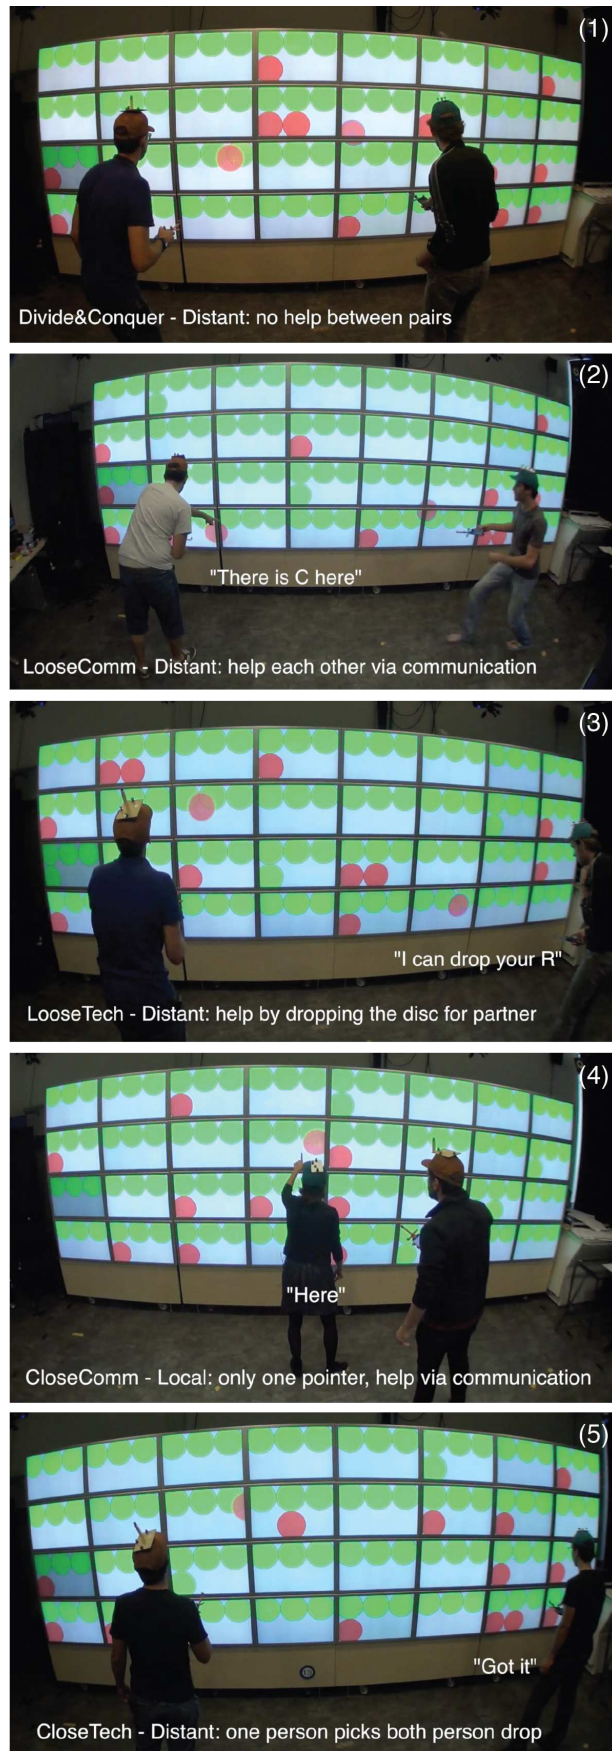 (1)
Divide&Conquer - Distant: no help between pairs
(2)
"There is C here"
LooseComm - Distant: help each other via communication
(3)
"I can drop your R"
LooseTech - Distant: help by dropping the disc for partner
(4)
"Here"
CloseComm - Local: only one pointer, help via communication
(5)
"Got it"
CloseTech - Distant: one person picks both person drop